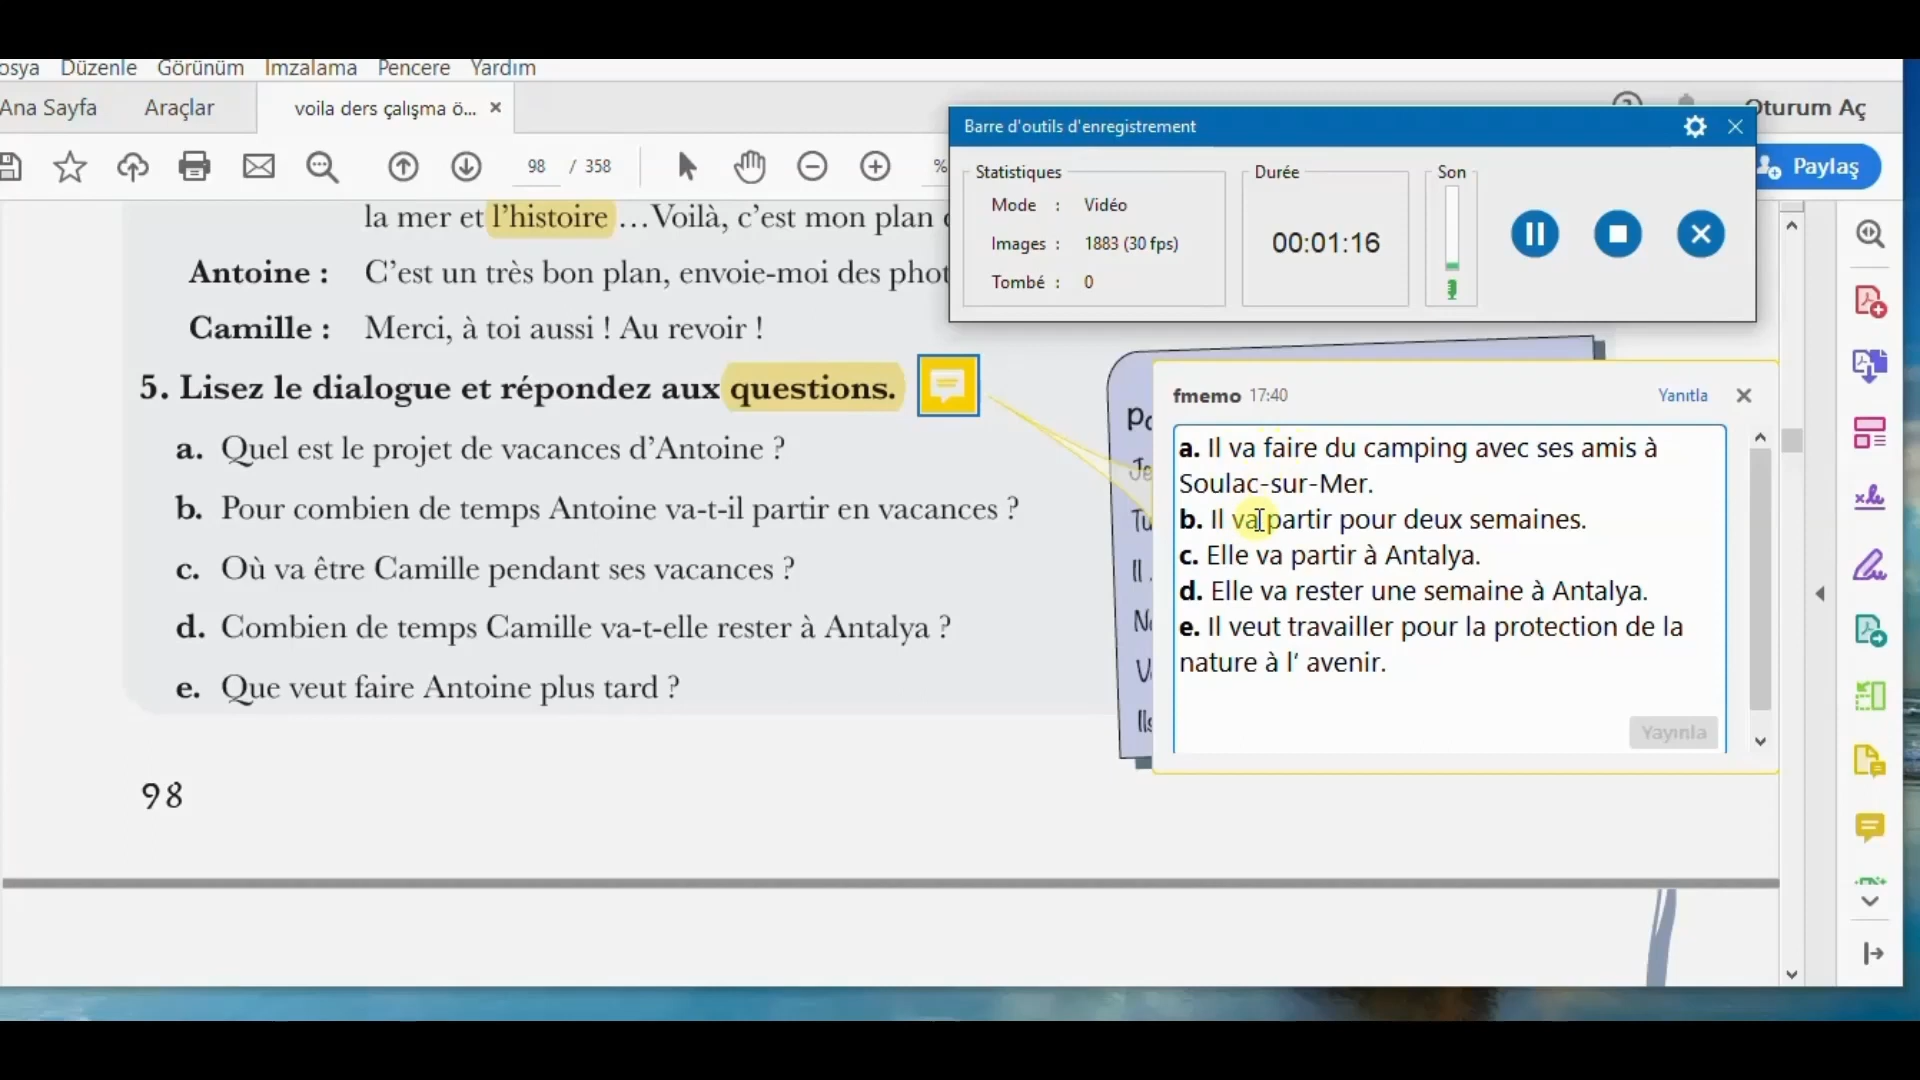 osya Düzenle Görünüm İmzalama Pencere Yardım
Ana Sayfa Araçlar voila ders çalışma ö... Oturum Aç
98 / 358 % Paylaş
Barre d'outils d'enregistrement
Statistiques
Mode : Vidéo
Images : 1883 (30 fps)
Tombé : 0
Durée
00:01:16
Son
la mer et l'histoire ...Voilà, c'est mon plan
Antoine : C'est un très bon plan, envoie-moi des phot
Camille : Merci, à toi aussi ! Au revoir !
5. Lisez le dialogue et répondez aux questions.
a. Quel est le projet de vacances d'Antoine ?
b. Pour combien de temps Antoine va-t-il partir en vacances ?
c. Où va être Camille pendant ses vacances ?
d. Combien de temps Camille va-t-elle rester à Antalya ?
e. Que veut faire Antoine plus tard ?
98
Je
Tu
Il
Ils
fmemo 17:40 Yanıtla
a. Il va faire du camping avec ses amis à
Soulac-sur-Mer.
b. Il va partir pour deux semaines.
c. Elle va partir à Antalya.
d. Elle va rester une semaine à Antalya.
e. Il veut travailler pour la protection de la
nature à l' avenir.
Yayınla